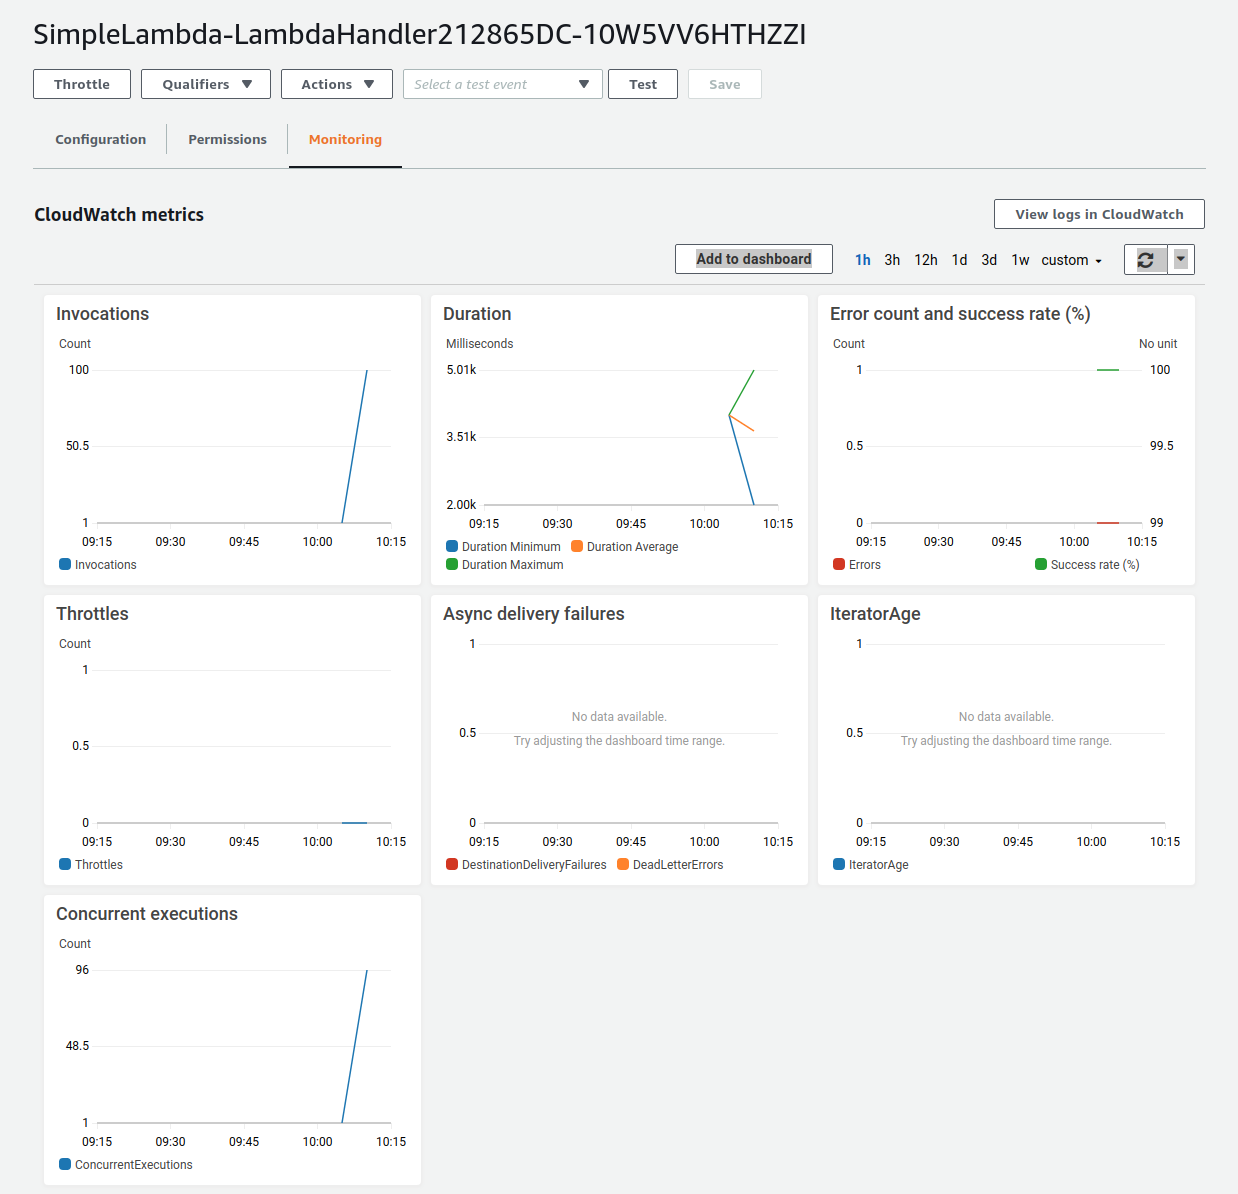 SimpleLambda-LambdaHandler212865DC-10W5VV6HTHZZI
Throttle Qualifiers Actions Select a test event Test Save
Configuration Permissions Monitoring
CloudWatch metrics
View logs in CloudWatch
Add to dashboard 1h 3h 12h 1d 3d 1w custom
Invocations
Count
100
50.5
1
09:15 09:30 09:45 10:00 10:15
Invocations
Duration
Milliseconds
5.01k
3.51k
2.00k
09:15 09:30 09:45 10:00 10:15
Duration Minimum Duration Average
Duration Maximum
Error count and success rate (%)
Count No unit
1 100
0.5 99.5
0 99
09:15 09:30 09:45 10:00 10:15
Errors Success rate (%)
Throttles
Count
1
0.5
0
09:15 09:30 09:45 10:00 10:15
Throttles
Async delivery failures
1
No data available.
0.5
Try adjusting the dashboard time range.
0
09:15 09:30 09:45 10:00 10:15
DestinationDeliveryFailures DeadLetterErrors
IteratorAge
1
No data available.
0.5
Try adjusting the dashboard time range.
0
09:15 09:30 09:45 10:00 10:15
IteratorAge
Concurrent executions
Count
96
48.5
1
09:15 09:30 09:45 10:00 10:15
ConcurrentExecutions